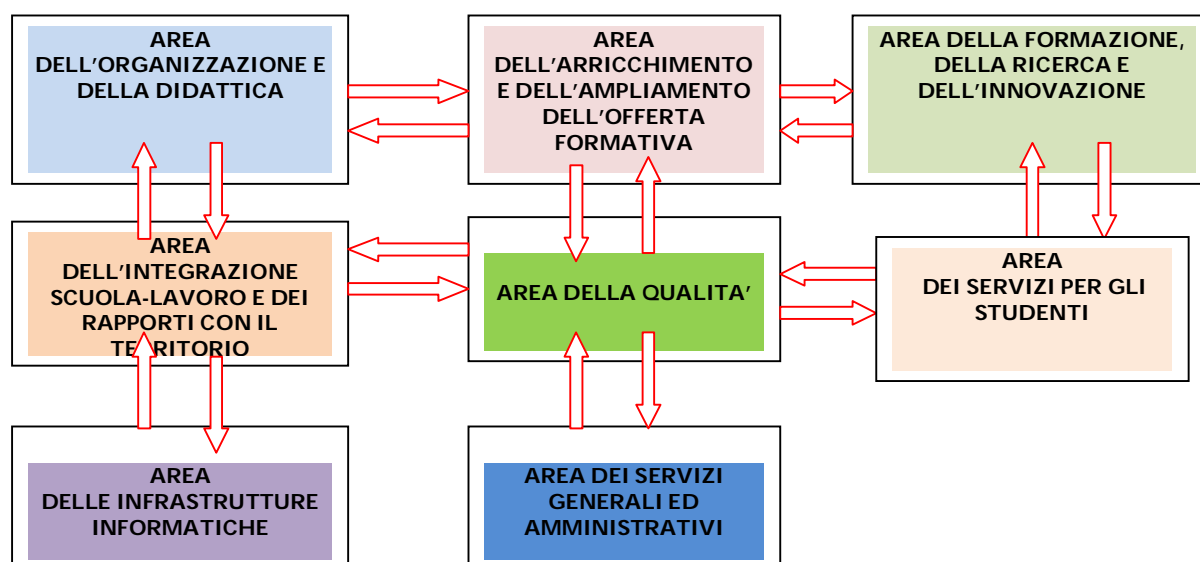 AREA
DELL'ORGANIZZAZIONE E
DELLA DIDATTICA
AREA
DELL'ARRICCHIMENTO
E DELL'AMPLIAMENTO
DELL'OFFERTA
FORMATIVA
AREA DELLA FORMAZIONE,
DELLA RICERCA E
DELL'INNOVAZIONE
AREA
DELL'INTEGRAZIONE
SCUOLA-LAVORO E DEI
RAPPORTI CON IL
TERRITORIO
AREA DELLA QUALITA'
AREA
DEI SERVIZI PER GLI
STUDENTI
AREA
DELLE INFRASTRUTTURE
INFORMATICHE
AREA DEI SERVIZI
GENERALI ED
AMMINISTRATIVI